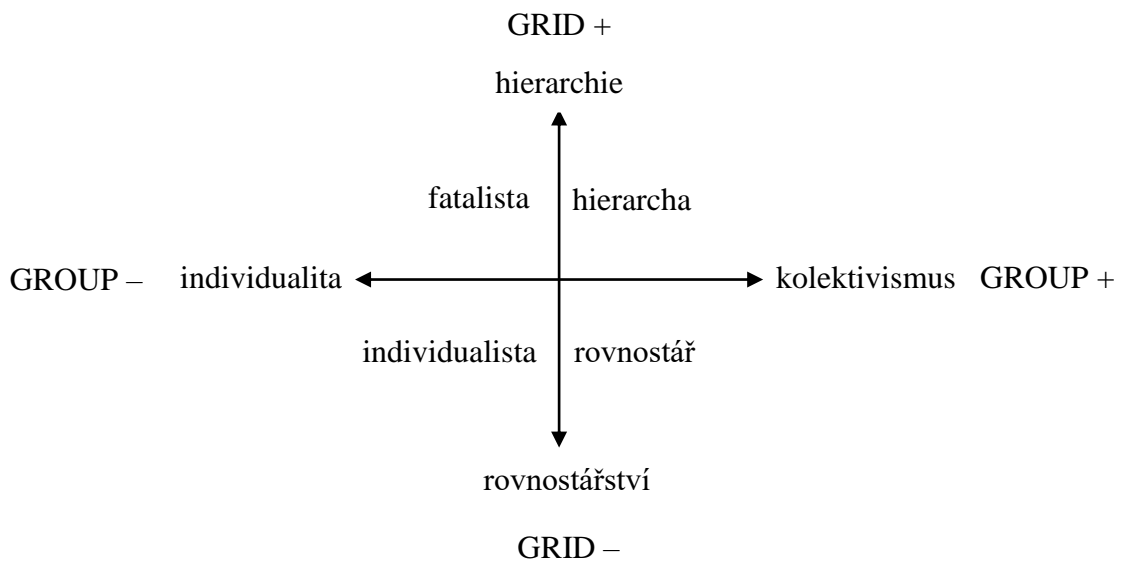 GRID +
hierarchie
fatalista hierarcha
GROUP – individualita kolektivismus GROUP +
individualista rovnostář
rovnostářství
GRID –